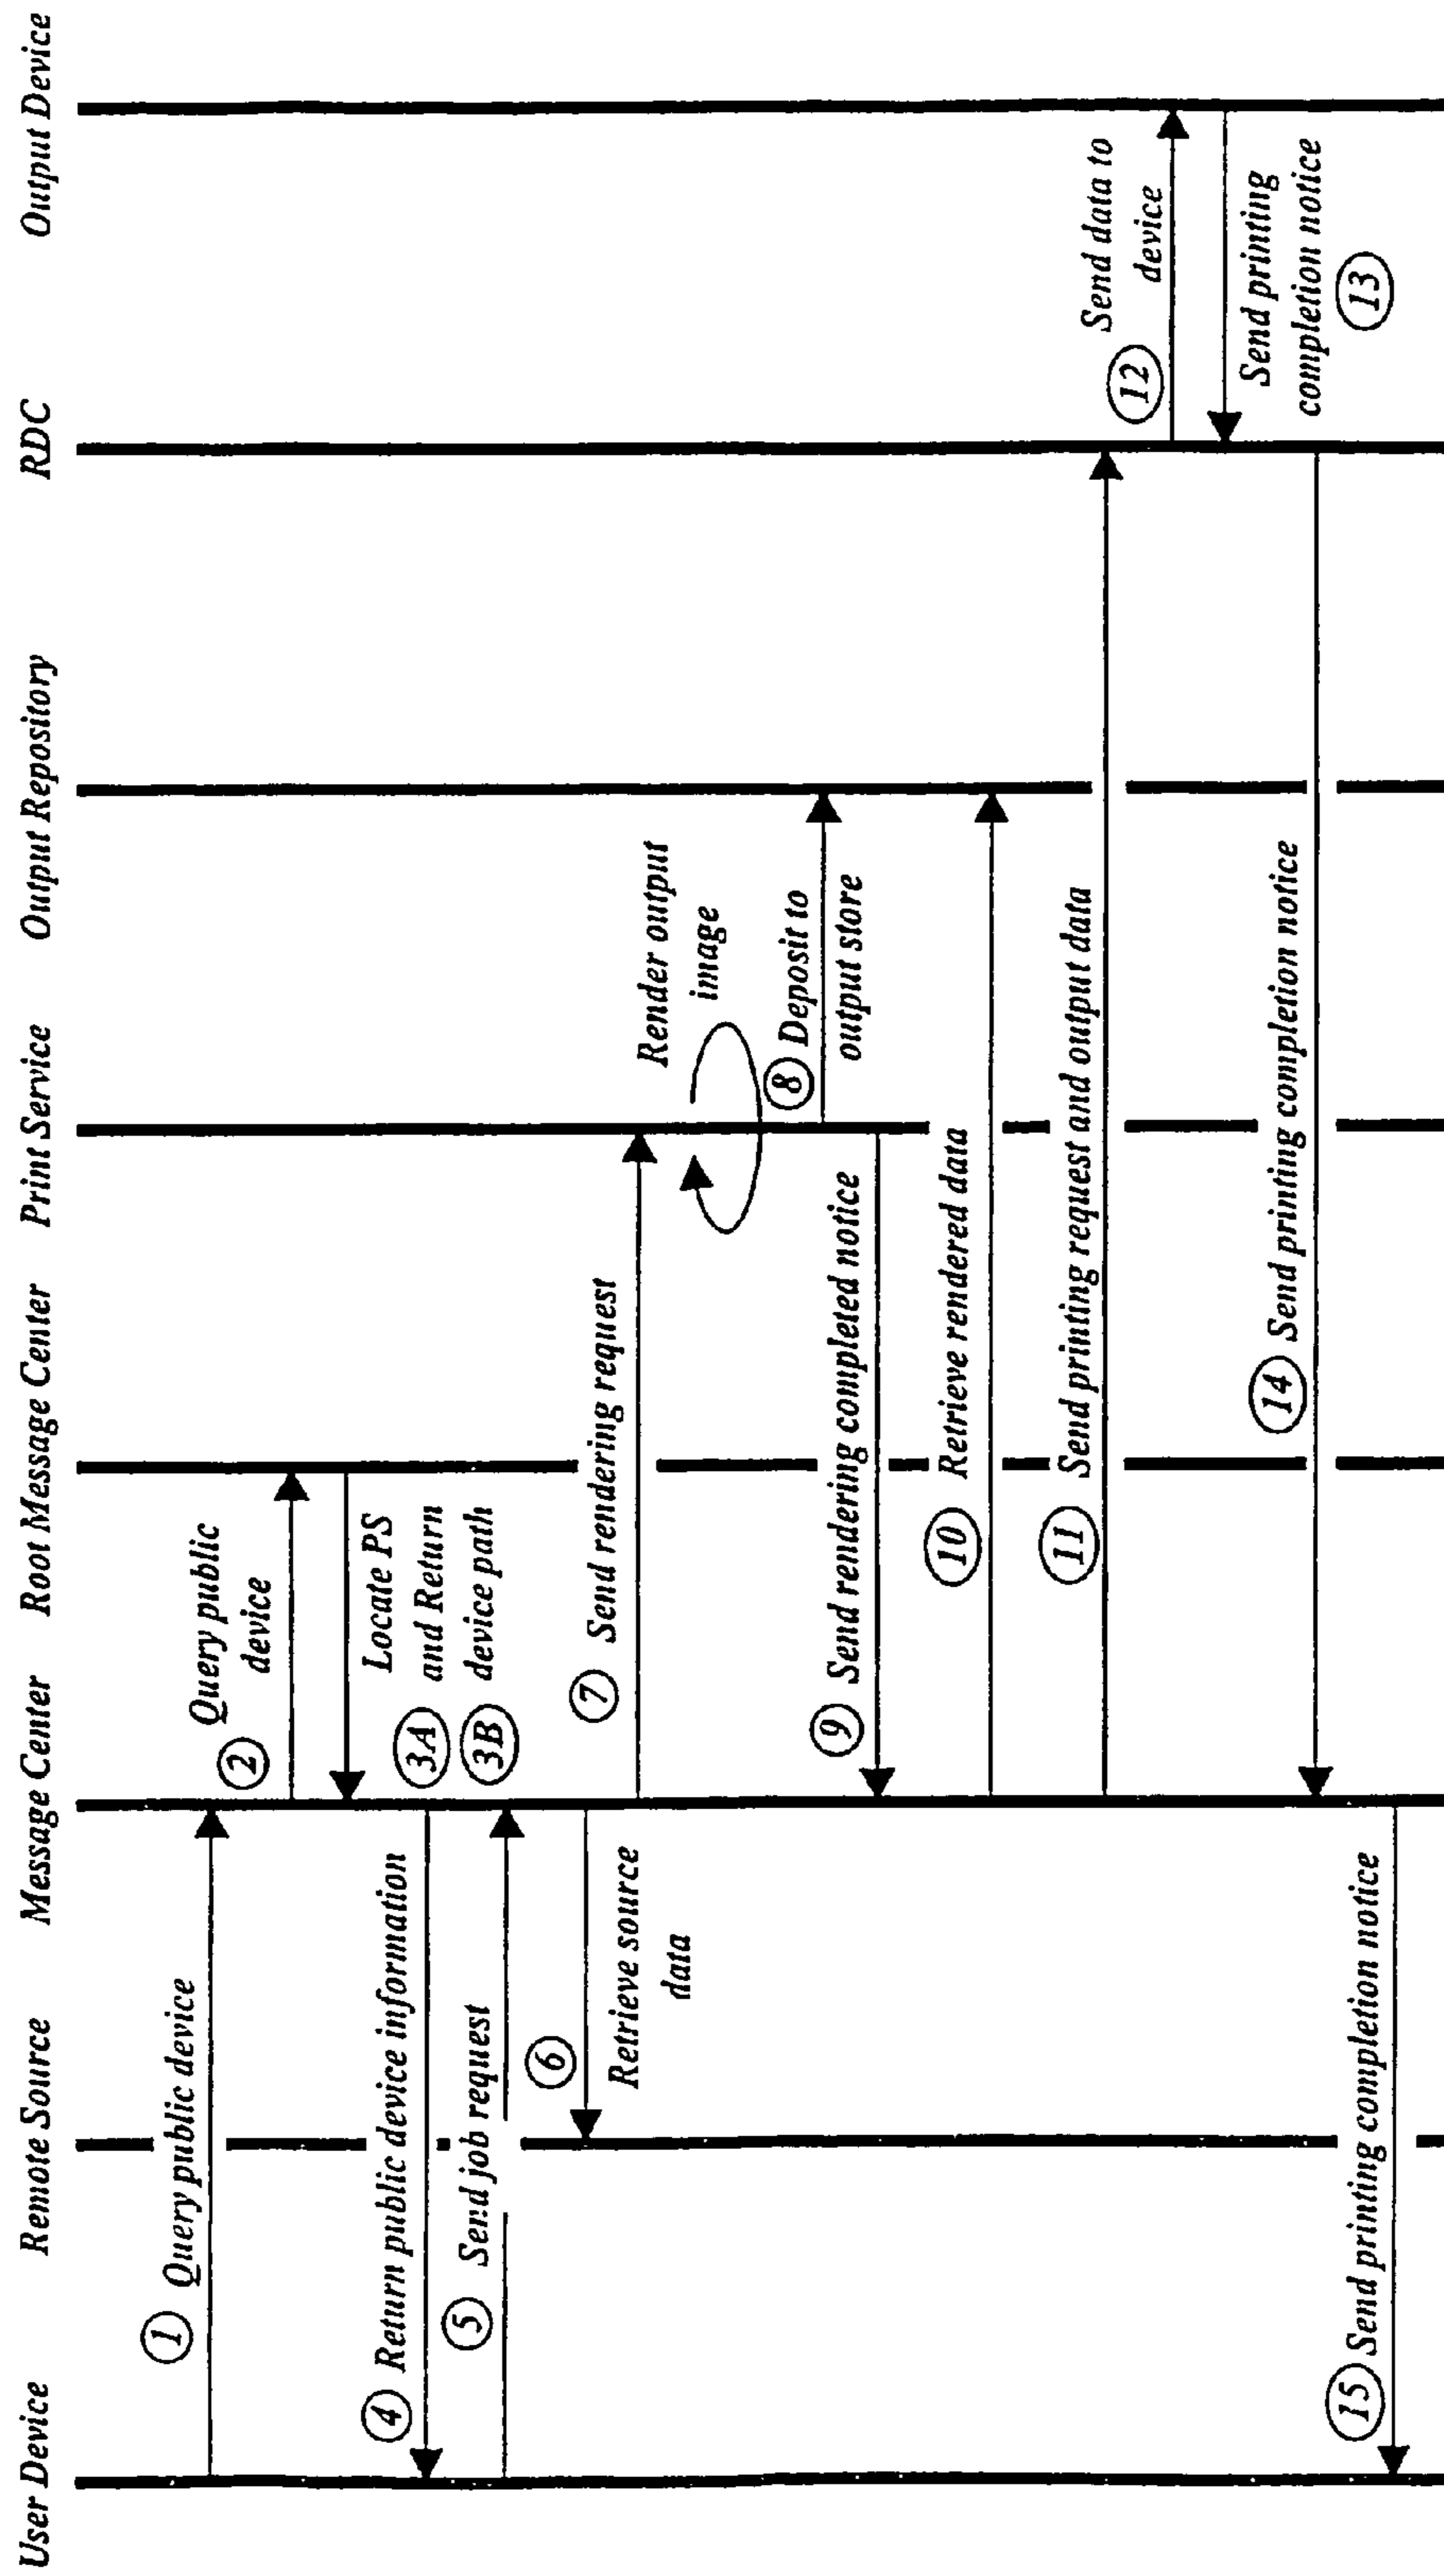 User Device
Remote Source
Message Center
Root Message Center
Print Service
Output Repository
RDC
Output Device
1 Query public device
2 Query public
device
Locate PS
3A and Return
3B device path
4 Return public device information
5 Send job request
6
Retrieve source
data
7 Send rendering request
Render output
image
8 Deposit to
output store
9 Send rendering completed notice
10 Retrieve rendered data
11 Send printing request and output data
12 Send data to
device
Send printing
completion notice
13
14 Send printing completion notice
15 Send printing completion notice